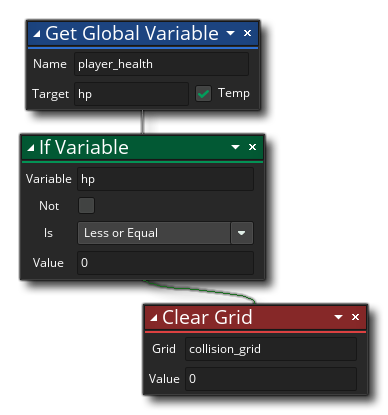 Get Global Variable
Name player_health
Target hp Temp
If Variable
Variable hp
Not
Is Less or Equal
Value 0
Clear Grid
Grid collision_grid
Value 0